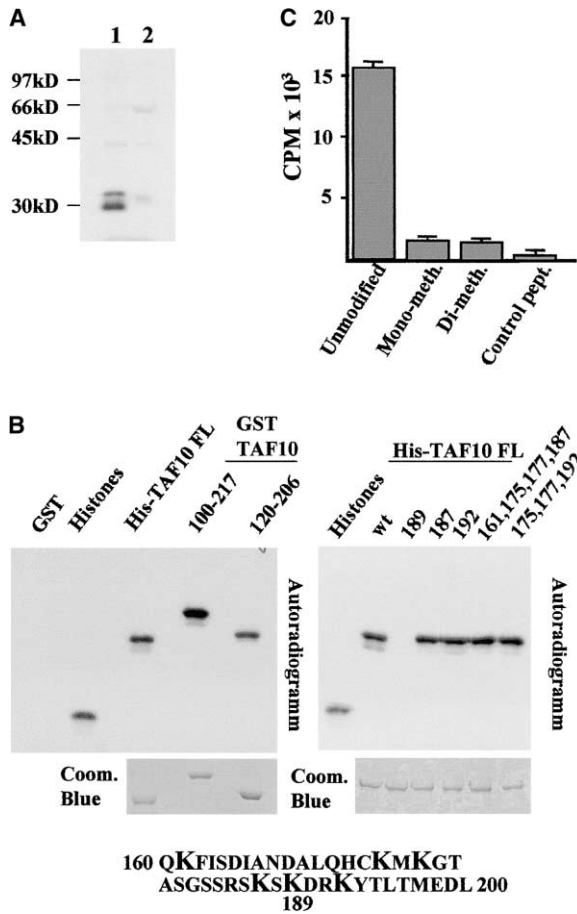 A
1 2
97kD
66kD
45kD
30kD
C
CPM x 10³
20
15
10
5
Unmodified
Mono-meth.
Di-meth.
Control pept.
B
GST
Histones
His-TAF10 FL
GST
TAF10
100-217
120-206
Autoradiogramm
Coom.
Blue
His-TAF10 FL
Histones
wt
189
187
192
161,175,177,187
175,177,192
Autoradiogramm
Coom.
Blue
160 QKFISDIANDALQHCKMKGT
ASGSSRSKSKDRKYTLTMEDL 200
189